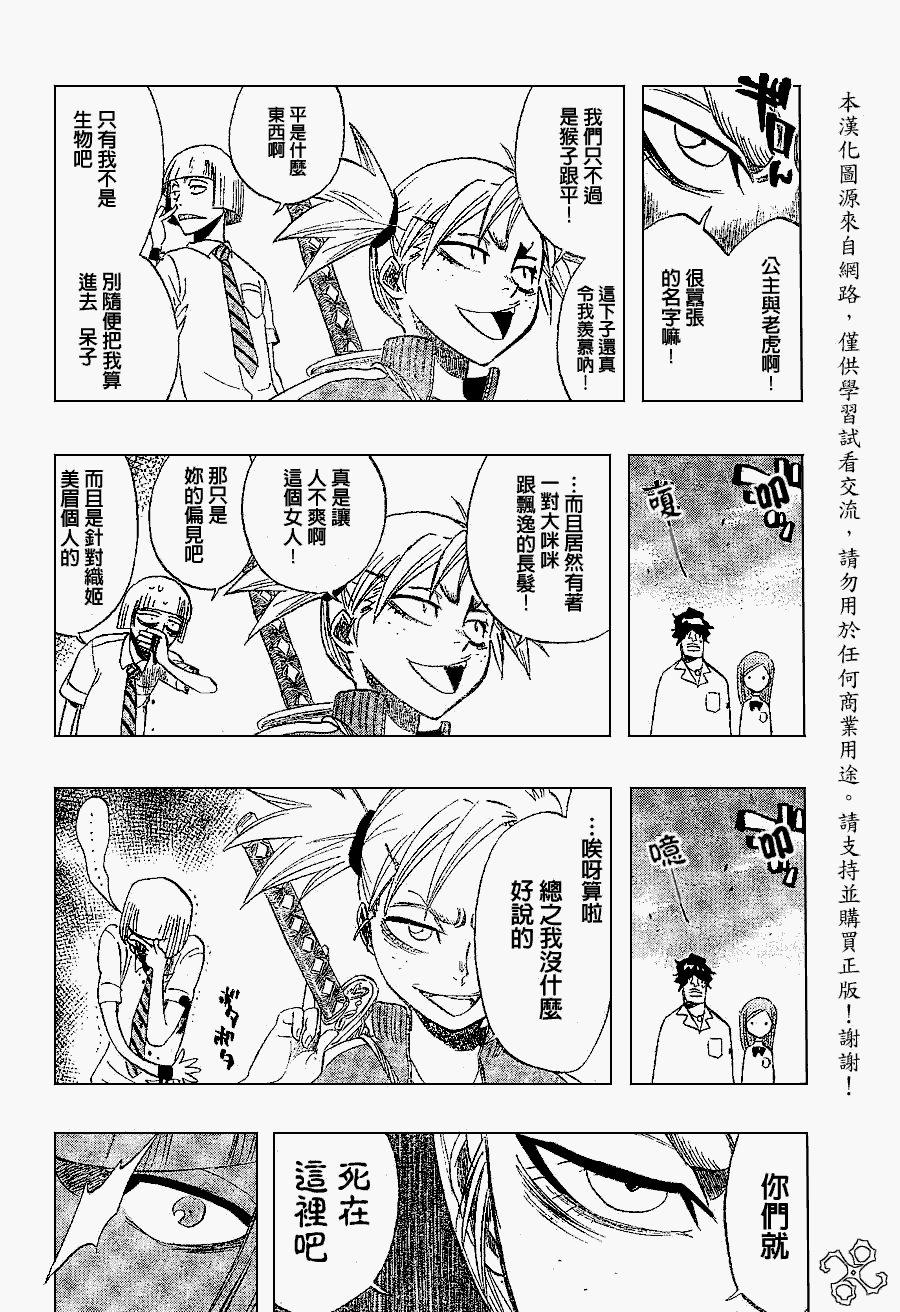 公主與老虎啊！
很囂張
的名字嘛！
我們只不過
是猴子跟平！
這下子還真
令我羨慕吶！
平是什麼
東西啊
只有我不是
生物吧
別隨便把我算
進去 呆子
嗄
…而且居然有著
一對大咪咪
跟飄逸的長髮！
真是讓
人不爽啊
這個女人！
那只是
妳的偏見吧
而且是針對織姬
美眉個人的
噫
…唉呀算啦
總之我沒什麼
好說的
……
你們就
死在
這裡吧
本漢化圖源來自網路，僅供學習試看交流，請勿用於任何商業用途。請支持並購買正版！謝謝！